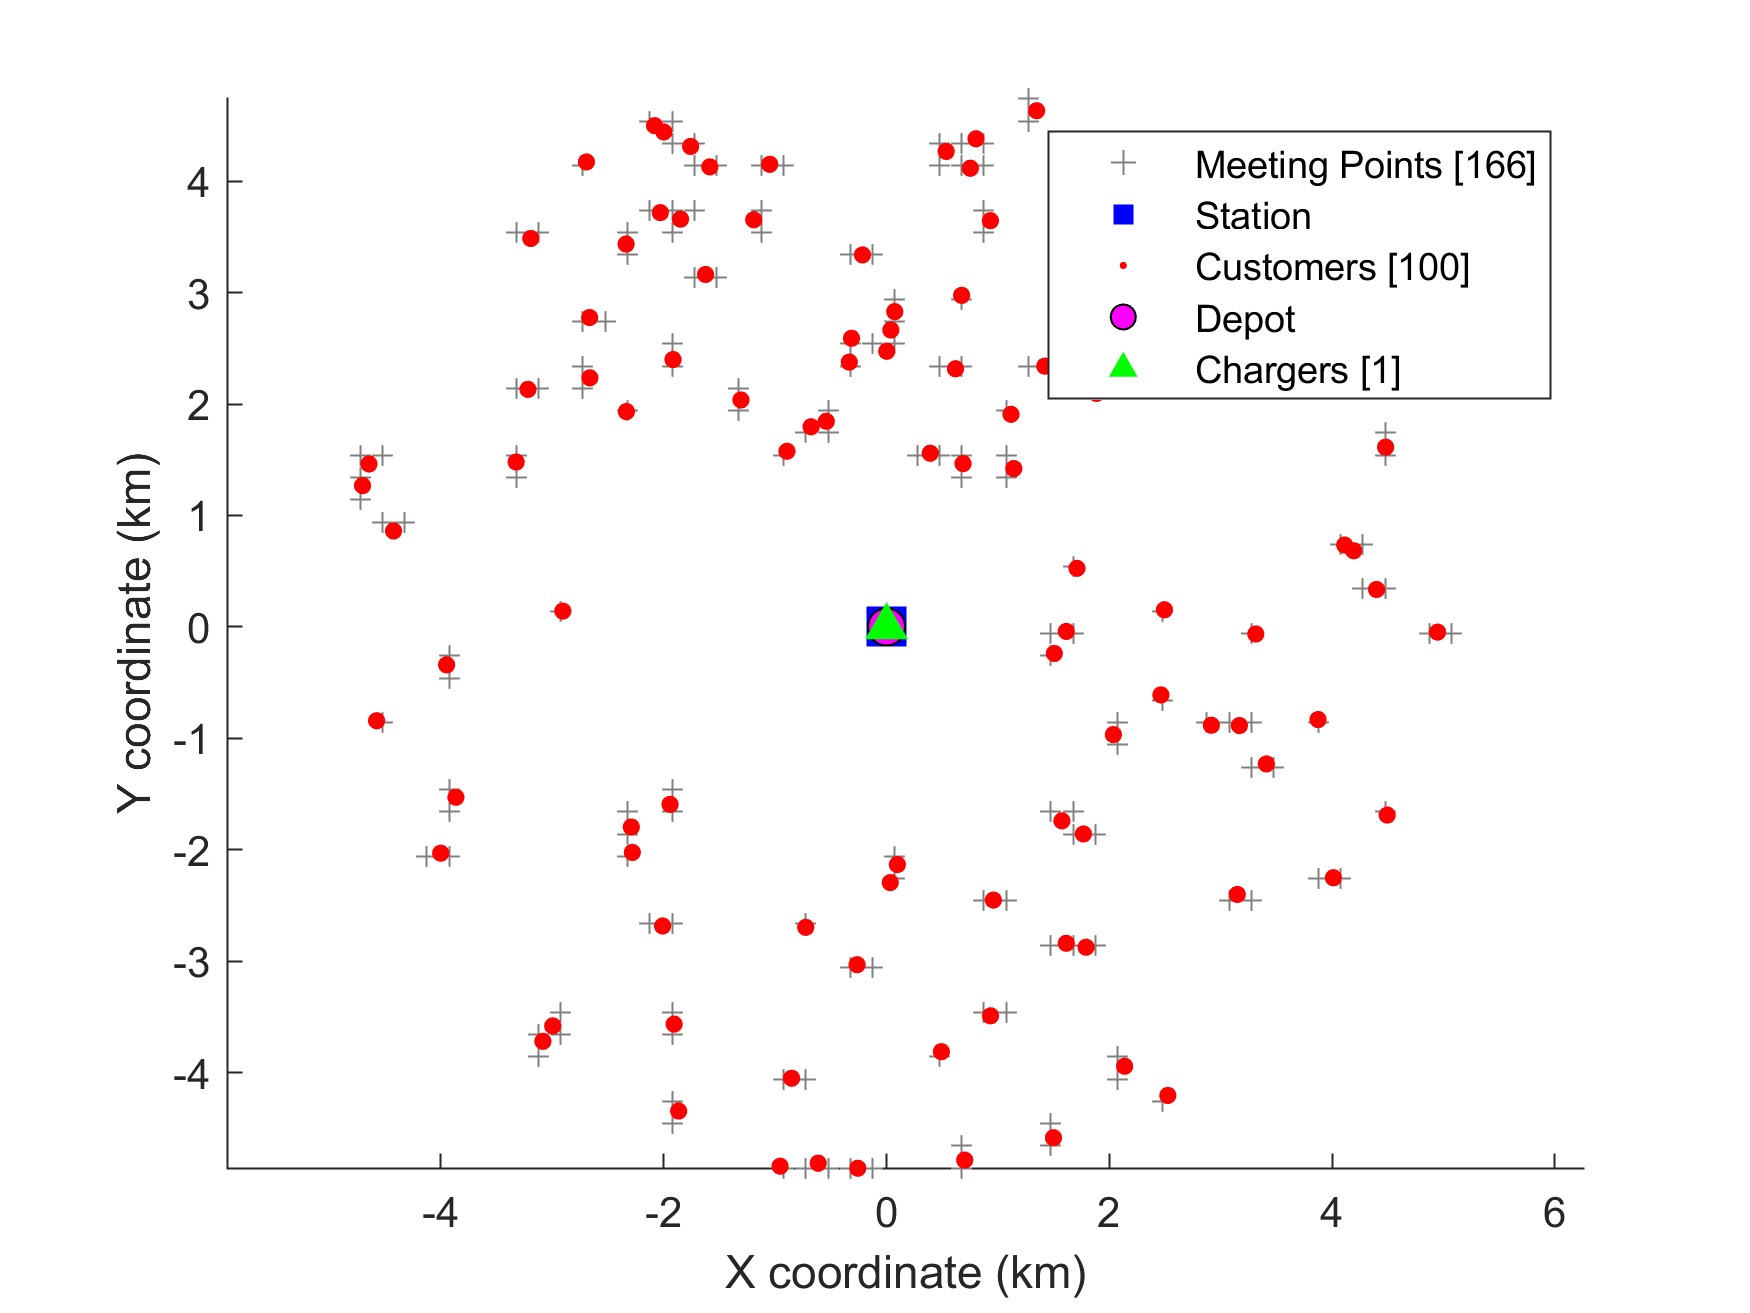 Meeting Points [166]
Station
Customers [100]
Depot
Chargers [1]
Y coordinate (km)
4
3
2
1
0
-1
-2
-3
-4
-4 -2 0 2 4 6
X coordinate (km)